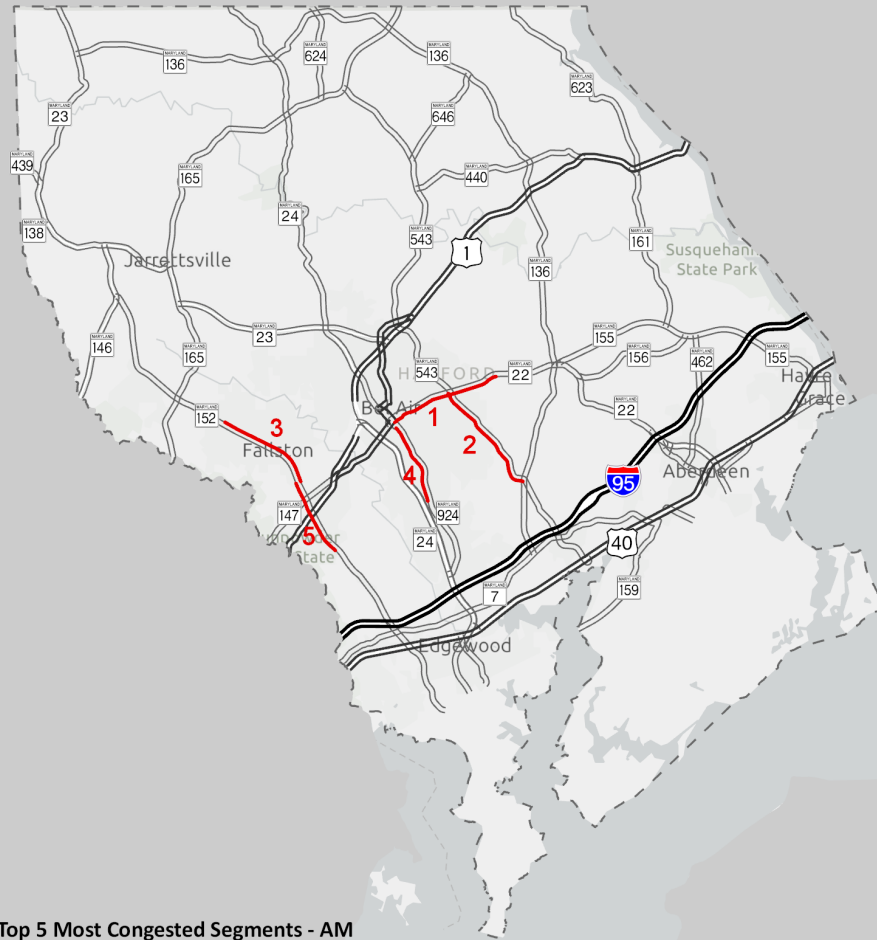 MARYLAND
136
MARYLAND
624
MARYLAND
136
MARYLAND
623
MARYLAND
23
MARYLAND
646
MARYLAND
439
MARYLAND
165
MARYLAND
440
MARYLAND
24
MARYLAND
138
MARYLAND
543
MARYLAND
161
1
Susquehan
State Park
Jarrettsville
MARYLAND
136
MARYLAND
23
MARYLAND
155
MARYLAND
146
MARYLAND
165
MARYLAND
156
MARYLAND
462
MARYLAND
155
MARYLAND
543
MARYLAND
22
Havre
Grace
MARYLAND
152
1
MARYLAND
22
3
2
Fallston
4
Aberdeen
95
MARYLAND
147
MARYLAND
924
5
State
MARYLAND
24
40
MARYLAND
7
MARYLAND
159
Edgewood
Top 5 Most Congested Segments - AM